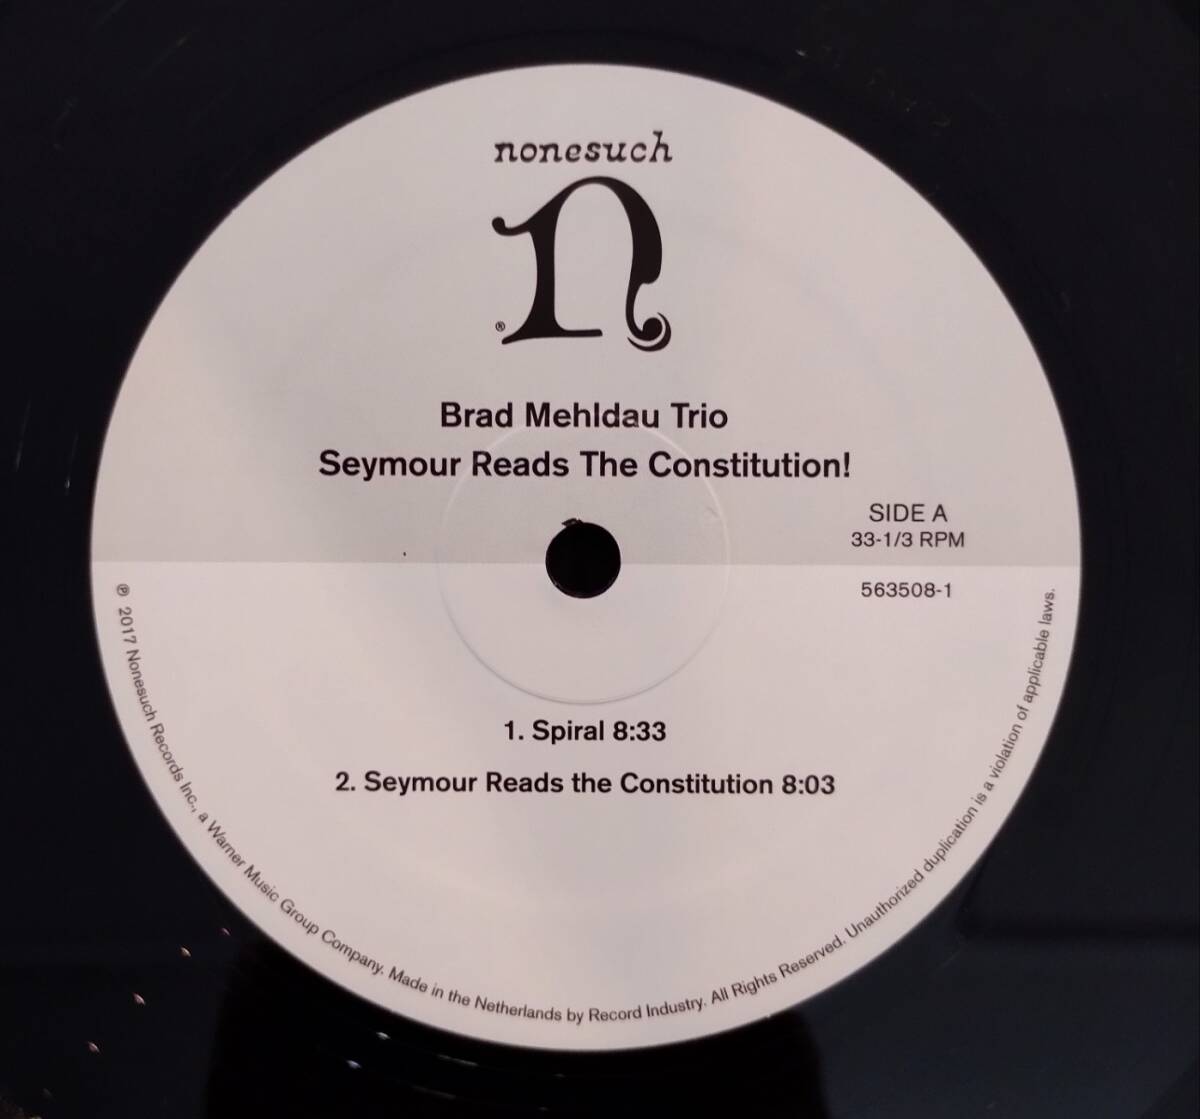 nonesuch
n
®
Brad Mehldau Trio
Seymour Reads The Constitution!
SIDE A
33-1/3 RPM
563508-1
1. Spiral 8:33
2. Seymour Reads the Constitution 8:03
℗ 2017 Nonesuch Records Inc., a Warner Music Group Company. Made in the Netherlands by Record Industry. All Rights Reserved. Unauthorized duplication is a violation of applicable laws.